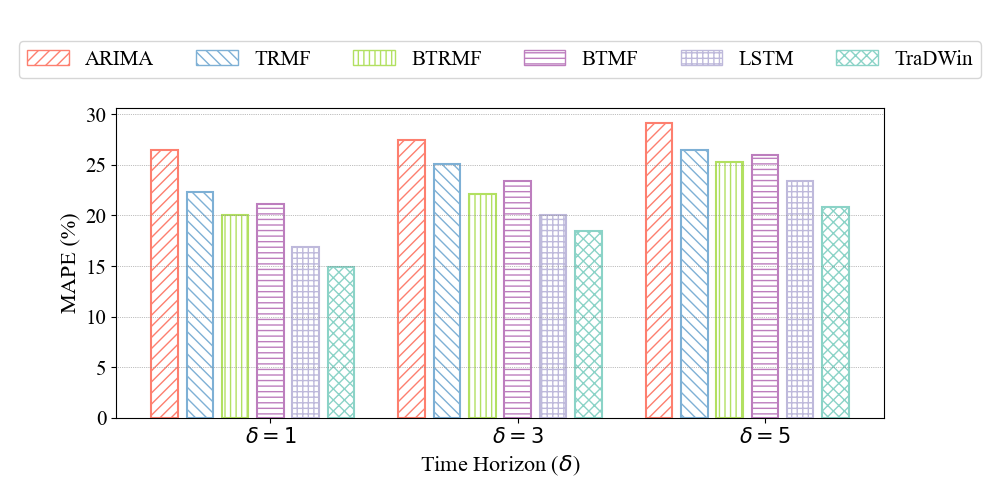 ARIMA TRMF BTRMF BTMF LSTM TraDWin
30
25
20
15
10
5
0
MAPE (%)
δ = 1 δ = 3 δ = 5
Time Horizon (δ)